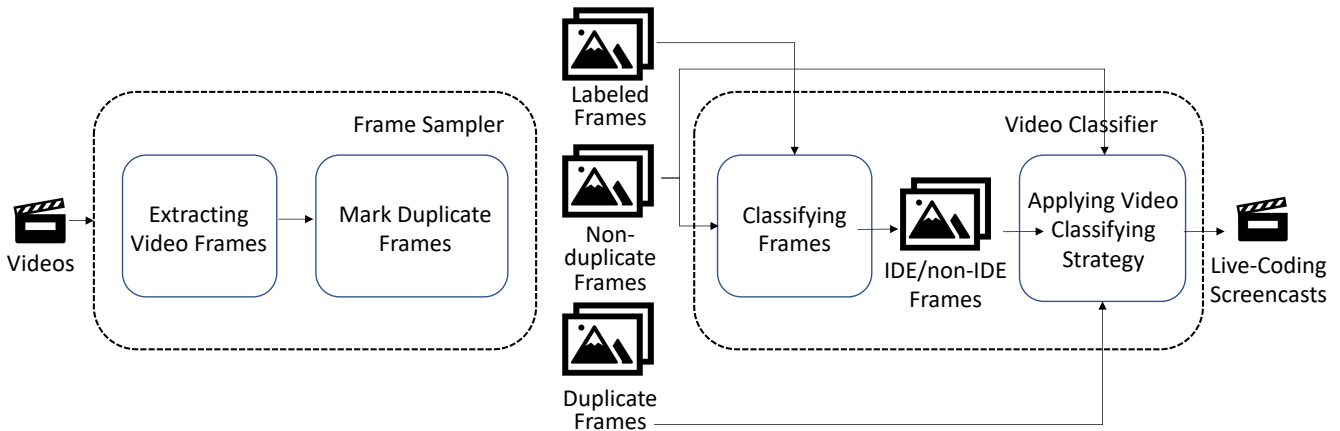 Videos
Frame Sampler
Extracting
Video Frames
Mark Duplicate
Frames
Labeled
Frames
Non-
duplicate
Frames
Duplicate
Frames
Video Classifier
Classifying
Frames
IDE/non-IDE
Frames
Applying Video
Classifying
Strategy
Live-Coding
Screencasts